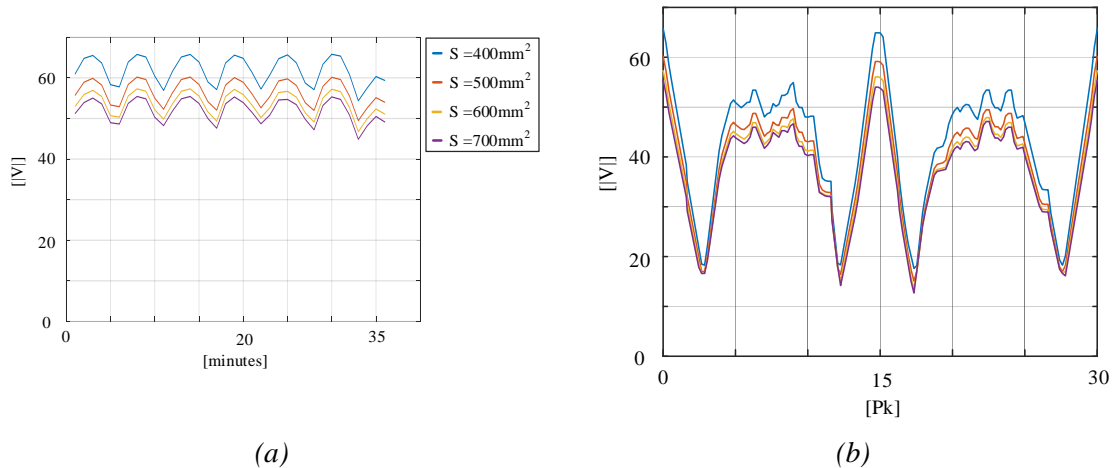 60
40
20
0
[|V|]
0
20
35
[minutes]
S =400mm²
S =500mm²
S =600mm²
S =700mm²
(a)
60
40
20
0
[|V|]
0
15
30
[Pk]
(b)